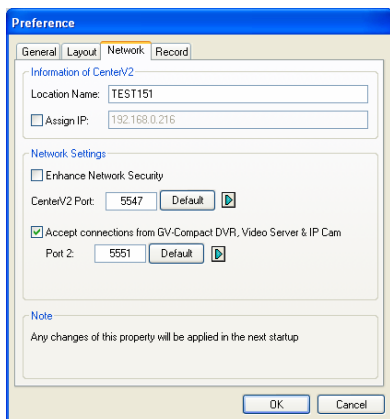 Preference
General Layout Network Record
Information of CenterV2
Location Name: TEST151
Assign IP: 192.168.0.216
Network Settings
Enhance Network Security
CenterV2 Port: 5547 Default
Accept connections from GV-Compact DVR, Video Server & IP Cam
Port 2: 5551 Default
Note
Any changes of this property will be applied in the next startup
OK Cancel